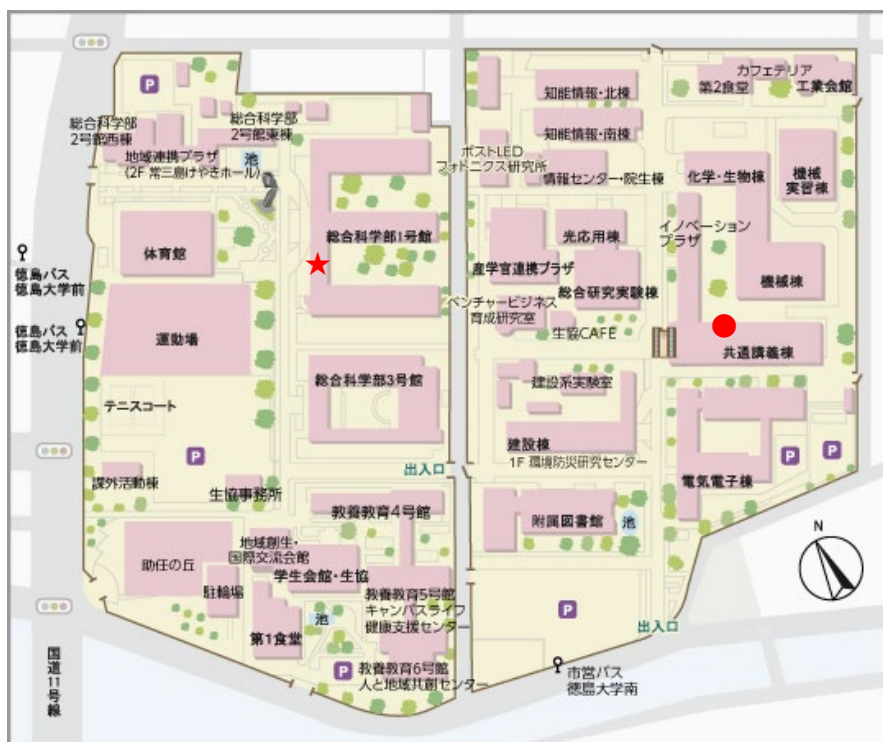 P
総合科学部
2号館西棟
総合科学部
2号館東棟
地域連携プラザ
(2F 常三島けやきホール)
池
体育館
総合科学部1号館
徳島バス
徳島大学前
徳島バス
徳島大学前
運動場
総合科学部3号館
テニスコート
P
課外活動棟
生協事務所
出入口
教養教育4号館
地域創生・
国際交流会館
助任の丘
学生会館・生協
駐輪場
教養教育5号館
キャンパスライフ
健康支援センター
池
第1食堂
P
教養教育6号館
人と地域共創センター
国道11号線
知能情報・北棟
カフェテリア
第2食堂
工業会館
知能情報・南棟
ポストLED
フォトニクス研究所
情報センター・院生棟
化学・生物棟
機械
実習棟
光応用棟
イノベーション
プラザ
産学官連携プラザ
総合研究実験棟
機械棟
ベンチャービジネス
育成研究室
生協CAFE
共通講義棟
建設系実験室
建設棟
1F 環境防災研究センター
P
P
電気電子棟
附属図書館
池
N
P
出入口
市営バス
徳島大学南